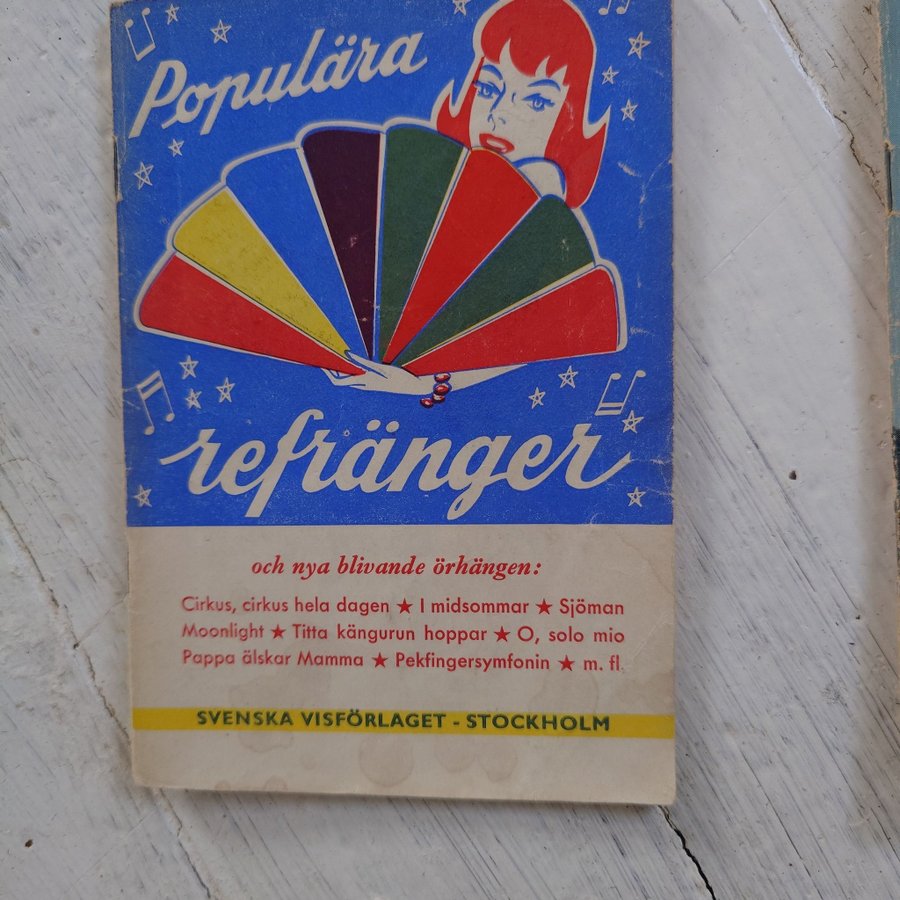 Populära
refränger
och nya blivande örhängen:
Cirkus, cirkus hela dagen ★ I midsommar ★ Sjöman
Moonlight ★ Titta kängurun hoppar ★ O, solo mio
Pappa älskar Mamma ★ Pekfingersymfonin ★ m. fl
SVENSKA VISFÖRLAGET - STOCKHOLM